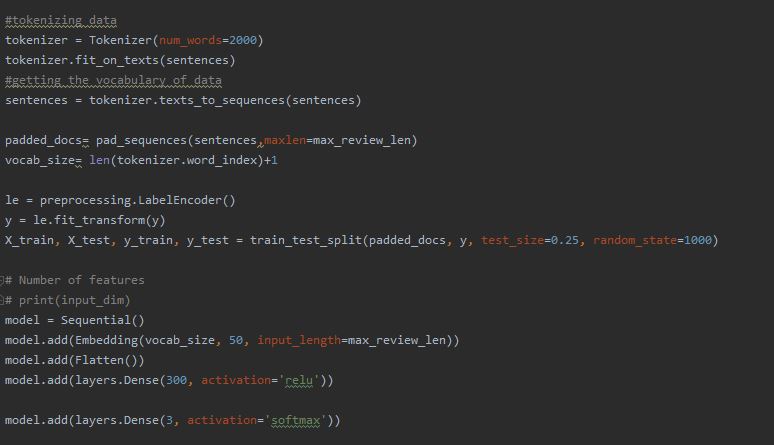 #tokenizing data
tokenizer = Tokenizer(num_words=2000)
tokenizer.fit_on_texts(sentences)
#getting the vocabulary of data
sentences = tokenizer.texts_to_sequences(sentences)
padded_docs= pad_sequences(sentences,maxlen=max_review_len)
vocab_size= len(tokenizer.word_index)+1
le = preprocessing.LabelEncoder()
y = le.fit_transform(y)
X_train, X_test, y_train, y_test = train_test_split(padded_docs, y, test_size=0.25, random_state=1000)
# Number of features
# print(input_dim)
model = Sequential()
model.add(Embedding(vocab_size, 50, input_length=max_review_len))
model.add(Flatten())
model.add(layers.Dense(300, activation='relu'))
model.add(layers.Dense(3, activation='softmax'))